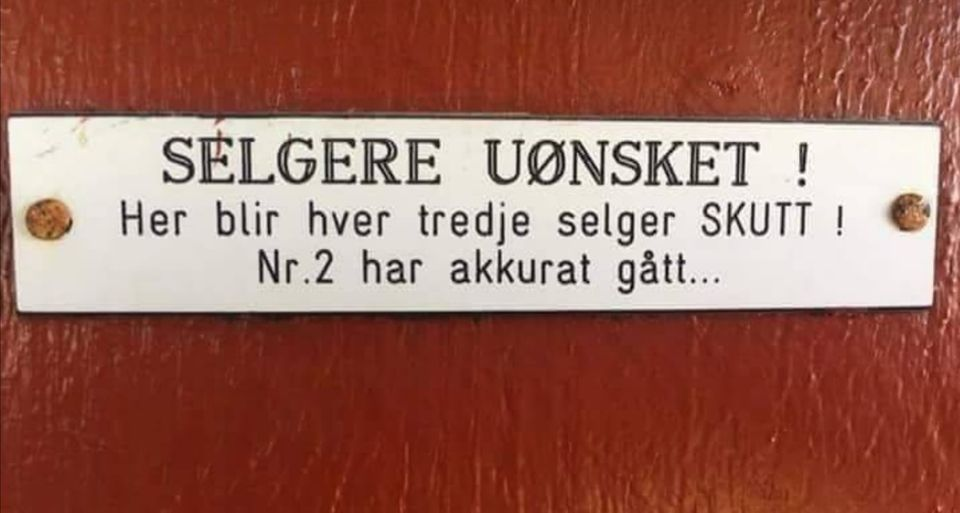 SELGERE UØNSKET !
Her blir hver tredje selger SKUTT !
Nr.2 har akkurat gått...